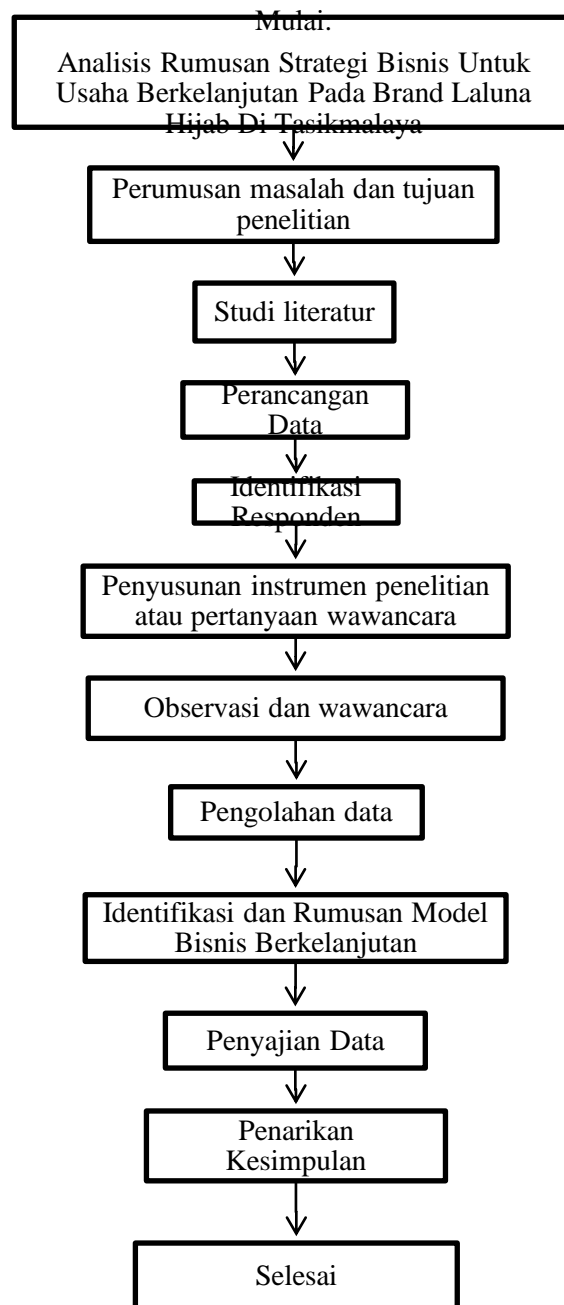 Mulai.
Analisis Rumusan Strategi Bisnis Untuk
Usaha Berkelanjutan Pada Brand Laluna
Hijab Di Tasikmalaya
Perumusan masalah dan tujuan
penelitian
Studi literatur
Perancangan
Data
Identifikasi
Responden
Penyusunan instrumen penelitian
atau pertanyaan wawancara
Observasi dan wawancara
Pengolahan data
Identifikasi dan Rumusan Model
Bisnis Berkelanjutan
Penyajian Data
Penarikan
Kesimpulan
Selesai